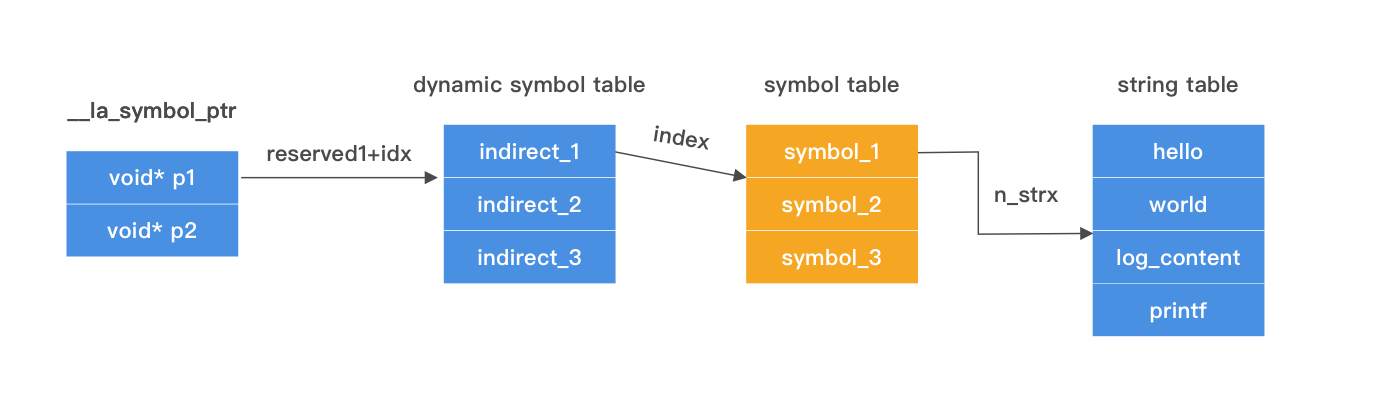 __la_symbol_ptr
void* p1
void* p2
reserved1+idx
dynamic symbol table
indirect_1
indirect_2
indirect_3
index
symbol table
symbol_1
symbol_2
symbol_3
n_strx
string table
hello
world
log_content
printf